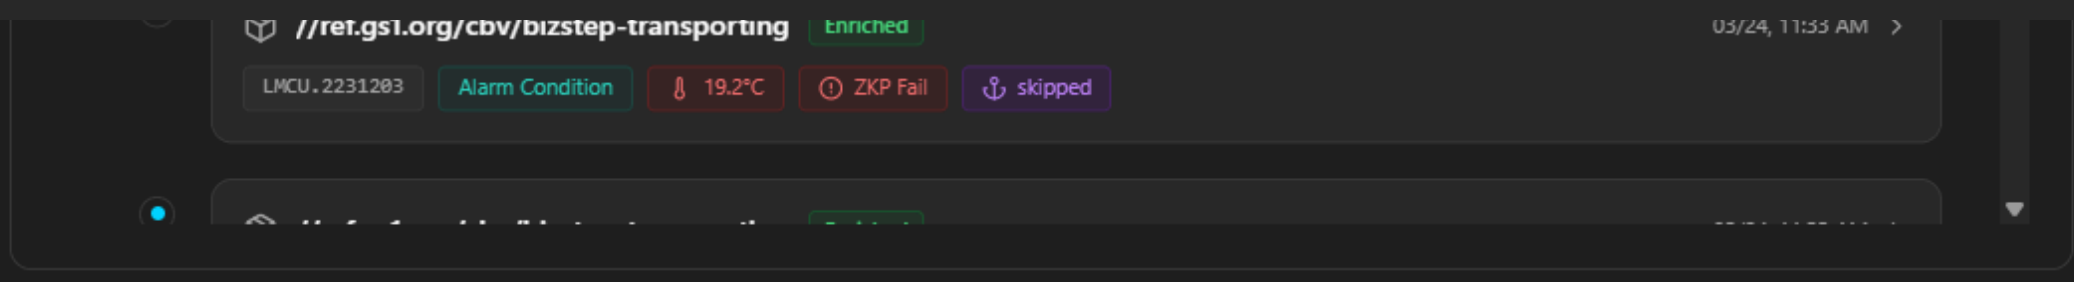 //ref.gs1.org/cbv/bizstep-transporting Enriched 03/24, 11:33 AM
LMCU.2231203 Alarm Condition 19.2°C ZKP Fail skipped